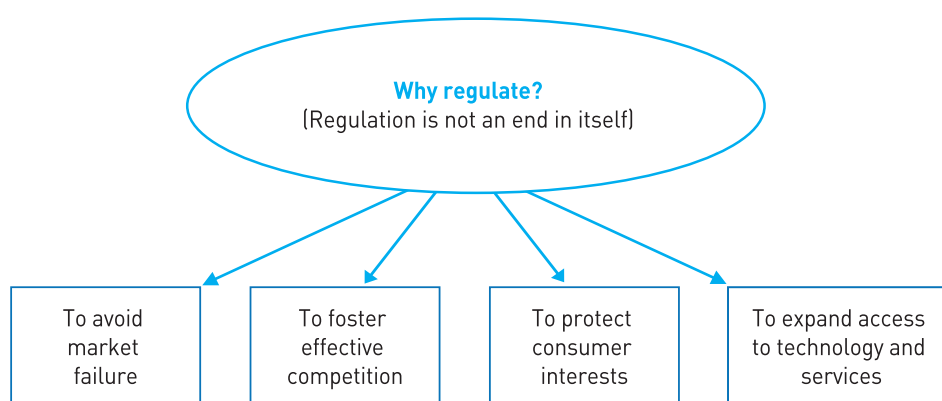 Why regulate?
(Regulation is not an end in itself)
To avoid
market
failure
To foster
effective
competition
To protect
consumer
interests
To expand access
to technology and
services